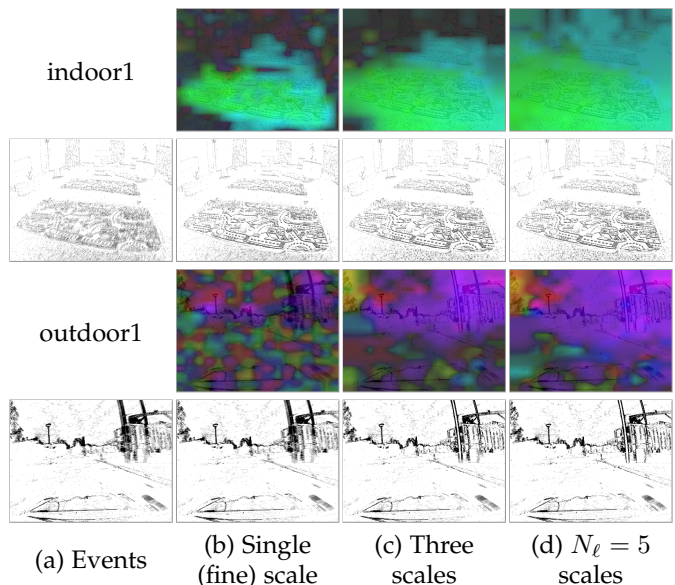 indoor1
outdoor1
(a) Events
(b) Single
(fine) scale
(c) Three
scales
(d) $N_\ell = 5$
scales